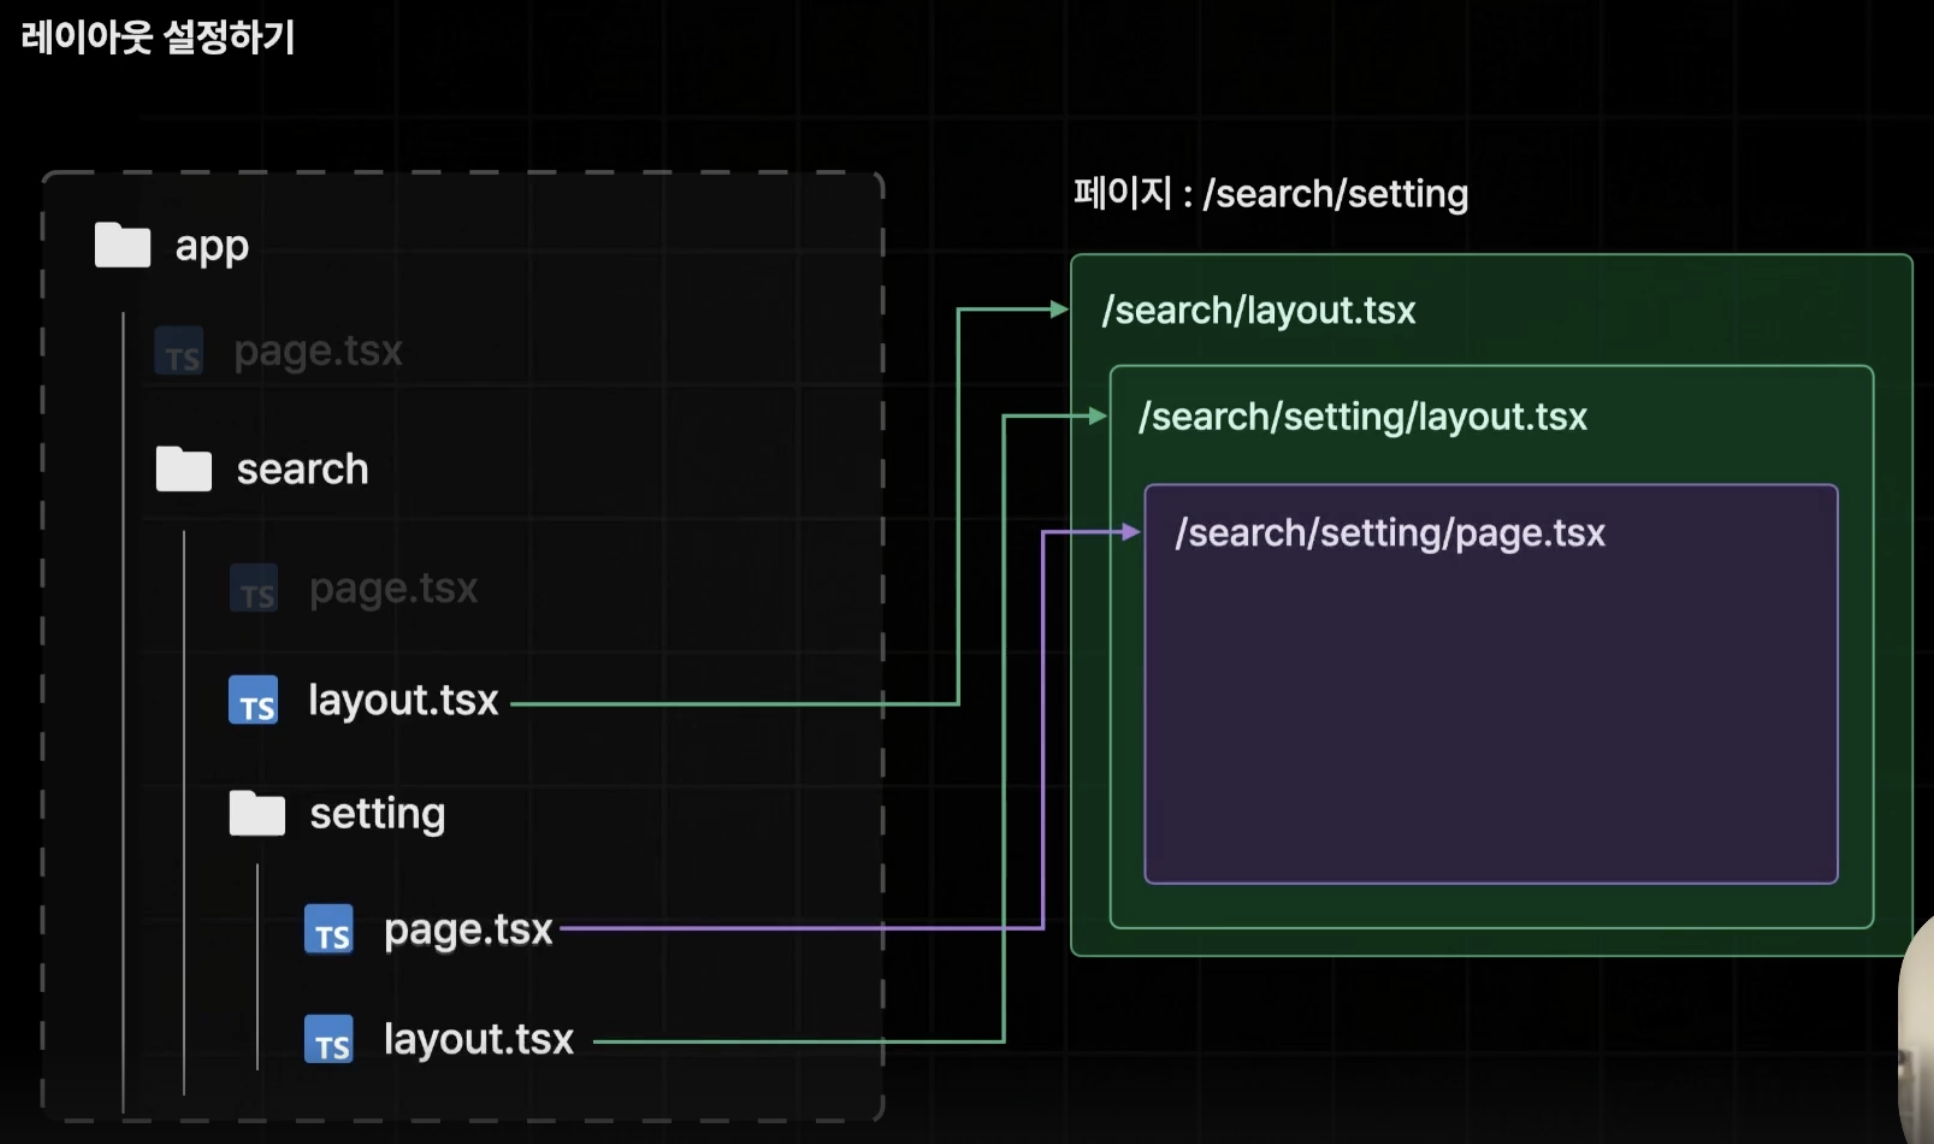 레이아웃 설정하기
app
TS page.tsx
search
TS page.tsx
TS layout.tsx
setting
TS page.tsx
TS layout.tsx
페이지 : /search/setting
/search/layout.tsx
/search/setting/layout.tsx
/search/setting/page.tsx